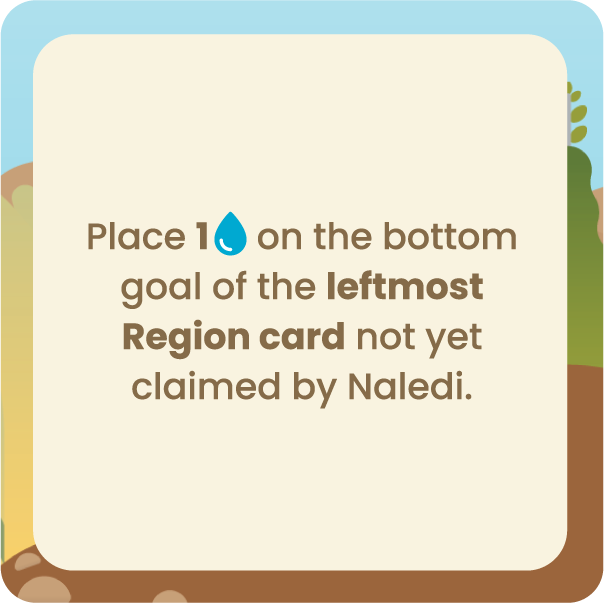 Place 1 on the bottom
goal of the leftmost
Region card not yet
claimed by Naledi.